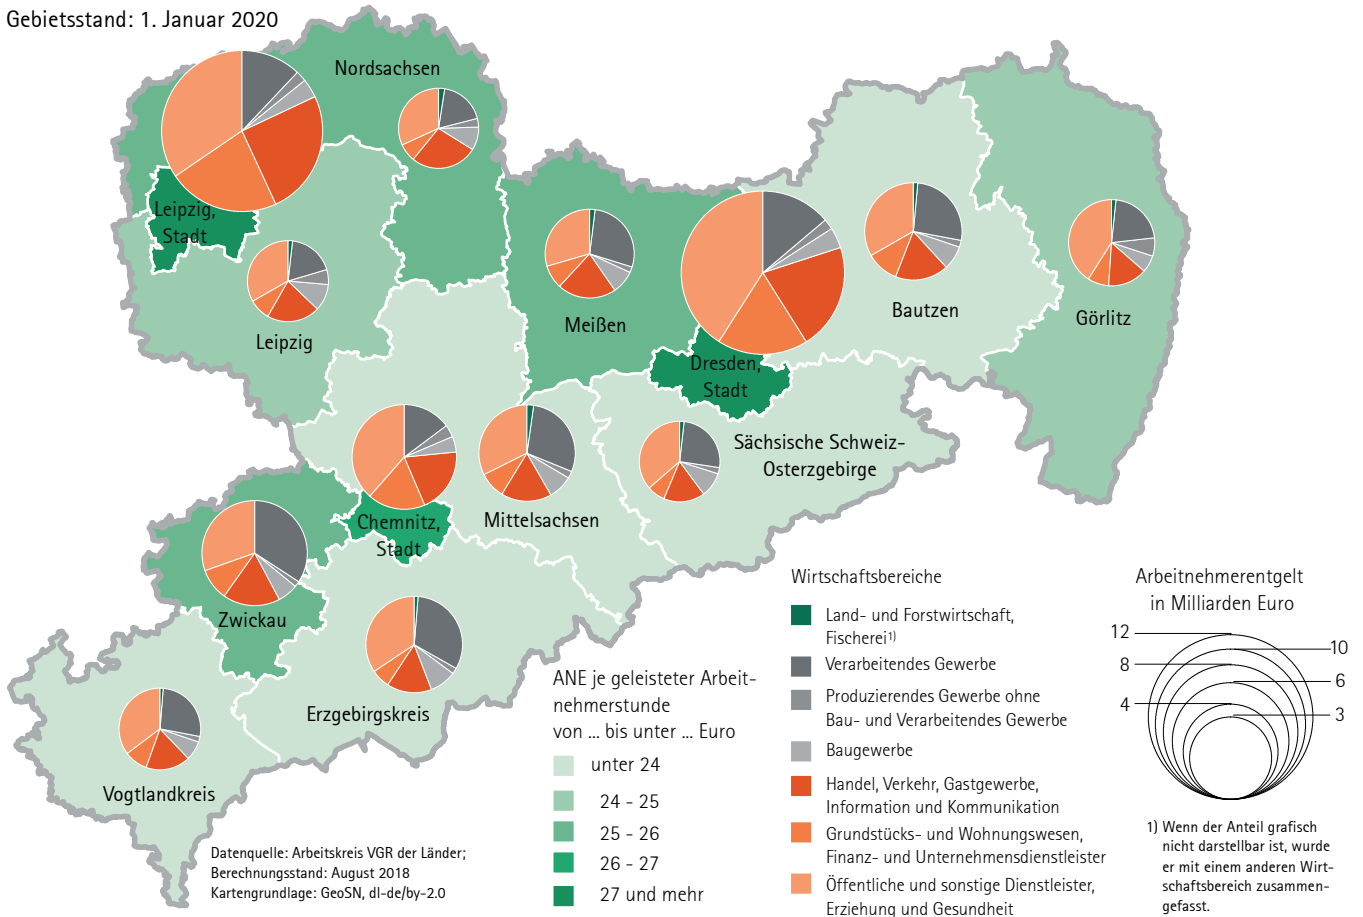 Gebietsstand: 1. Januar 2020
Nordsachsen
Leipzig,
Stadt
Leipzig
Meißen
Dresden,
Stadt
Bautzen
Görlitz
Sächsische Schweiz-
Osterzgebirge
Chemnitz,
Stadt
Mittelsachsen
Zwickau
Erzgebirgskreis
Vogtlandkreis
Datenquelle: Arbeitskreis VGR der Länder;
Berechnungsstand: August 2018
Kartengrundlage: GeoSN, dl-de/by-2.0
ANE je geleisteter Arbeit-
nehmerstunde
von ... bis unter ... Euro
unter 24
24 - 25
25 - 26
26 - 27
27 und mehr
Wirtschaftsbereiche
Land- und Forstwirtschaft,
Fischerei¹⁾
Verarbeitendes Gewerbe
Produzierendes Gewerbe ohne
Bau- und Verarbeitendes Gewerbe
Baugewerbe
Handel, Verkehr, Gastgewerbe,
Information und Kommunikation
Grundstücks- und Wohnungswesen,
Finanz- und Unternehmensdienstleister
Öffentliche und sonstige Dienstleister,
Erziehung und Gesundheit
Arbeitnehmerentgelt
in Milliarden Euro
12
10
8
6
4
3
1) Wenn der Anteil grafisch
nicht darstellbar ist, wurde
er mit einem anderen Wirt-
schaftsbereich zusammen-
gefasst.